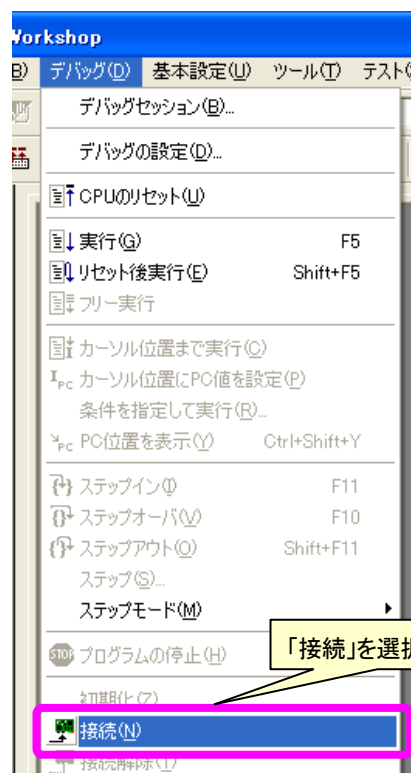 Workshop
B) デバッグ(D) 基本設定(U) ツール(T) テスト(
デバッグセッション(B)...
デバッグの設定(D)...
CPUのリセット(U)
実行(G) F5
リセット後実行(E) Shift+F5
フリー実行
カーソル位置まで実行(C)
カーソル位置にPC値を設定(P)
条件を指定して実行(R)...
PC位置を表示(Y) Ctrl+Shift+Y
ステップイン(I) F11
ステップオーバ(V) F10
ステップアウト(O) Shift+F11
ステップ(S)...
ステップモード(M)
STOP プログラムの停止(H)
「接続」を選択
初期化(Z)
接続(N)
接続解除(T)